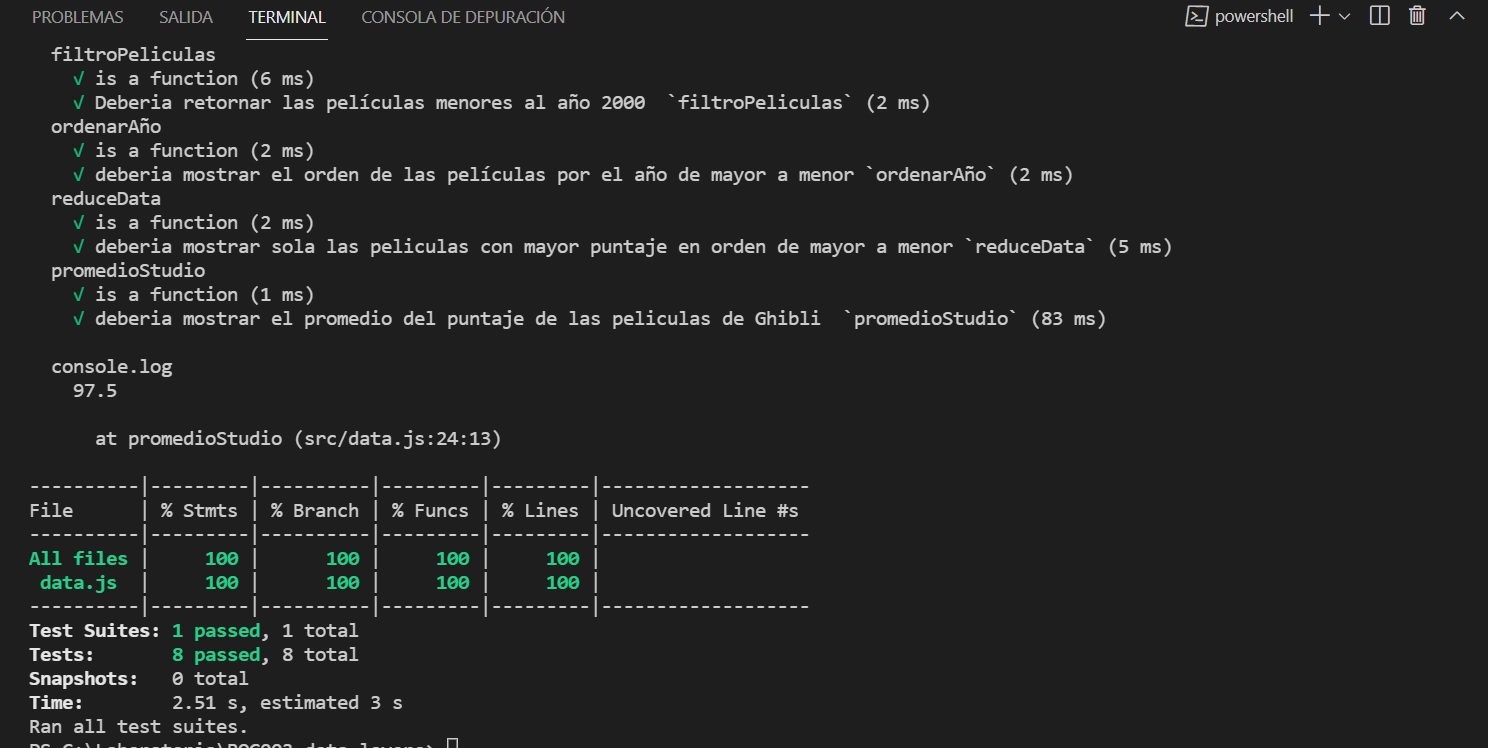 PROBLEMAS SALIDA TERMINAL CONSOLA DE DEPURACIÓN powershell
filtroPeliculas
√ is a function (6 ms)
√ Deberia retornar las películas menores al año 2000  `filtroPeliculas` (2 ms)
ordenarAño
√ is a function (2 ms)
√ deberia mostrar el orden de las películas por el año de mayor a menor `ordenarAño` (2 ms)
reduceData
√ is a function (2 ms)
√ deberia mostrar sola las peliculas con mayor puntaje en orden de mayor a menor `reduceData` (5 ms)
promedioStudio
√ is a function (1 ms)
√ deberia mostrar el promedio del puntaje de las peliculas de Ghibli  `promedioStudio` (83 ms)
console.log
97.5
at promedioStudio (src/data.js:24:13)
----------|---------|----------|---------|---------|-------------------
File      | % Stmts | % Branch | % Funcs | % Lines | Uncovered Line #s
----------|---------|----------|---------|---------|-------------------
All files |     100 |      100 |     100 |     100 |
 data.js  |     100 |      100 |     100 |     100 |
----------|---------|----------|---------|---------|-------------------
Test Suites: 1 passed, 1 total
Tests:       8 passed, 8 total
Snapshots:   0 total
Time:        2.51 s, estimated 3 s
Ran all test suites.